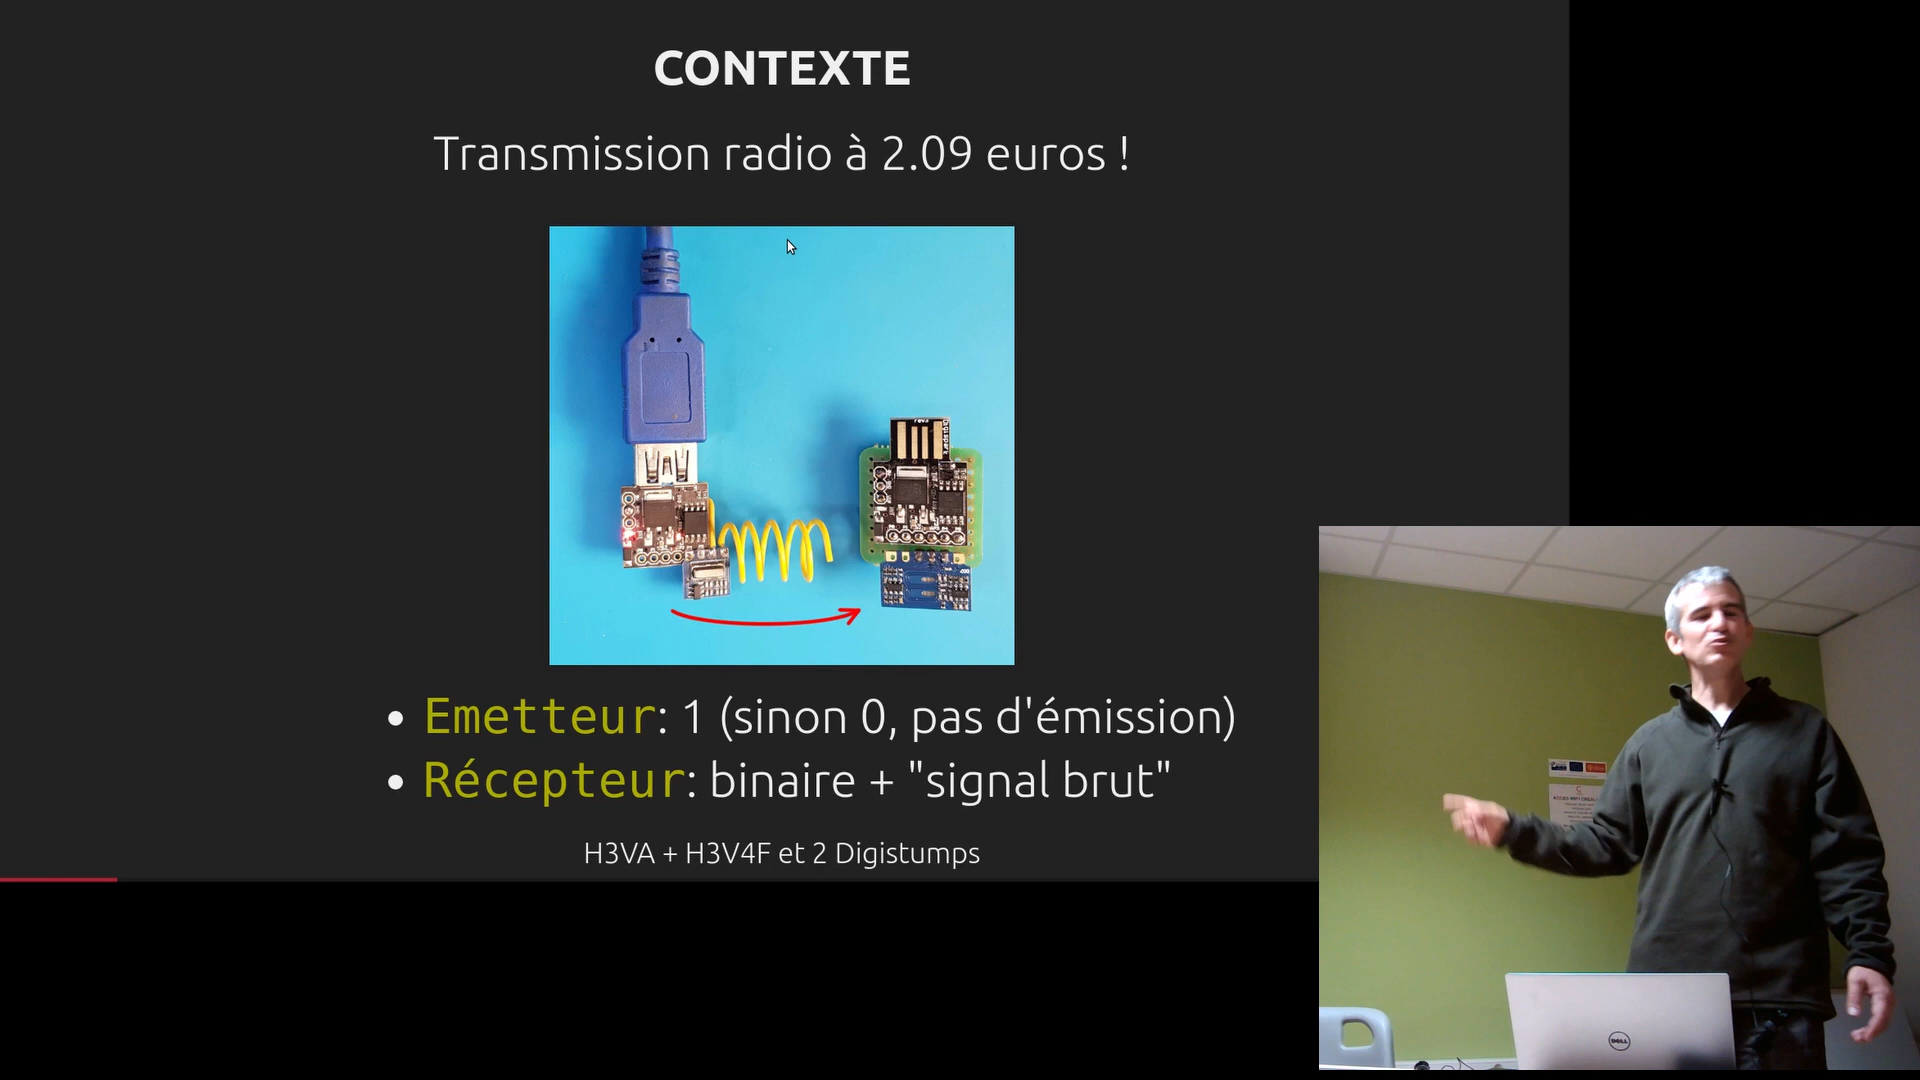 CONTEXTE
Transmission radio à 2.09 euros !
• Emetteur: 1 (sinon 0, pas d'émission)
• Récepteur: binaire + "signal brut"
H3VA + H3V4F et 2 Digistumps
DELL